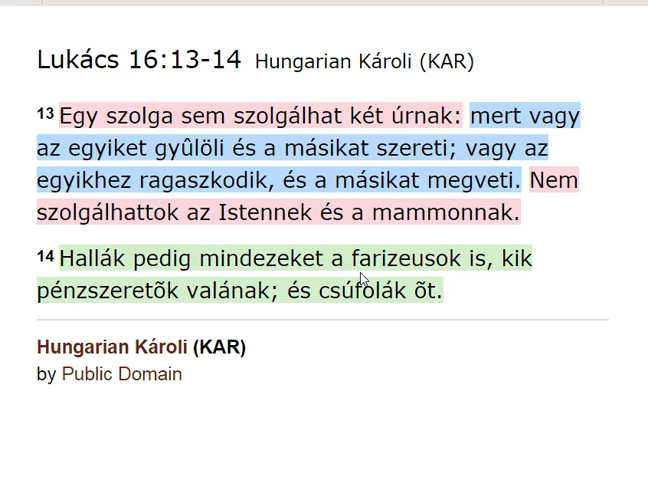 Lukács 16:13-14 Hungarian Károli (KAR)
13 Egy szolga sem szolgálhat két úrnak: mert vagy
az egyiket gyûlöli és a másikat szereti; vagy az
egyikhez ragaszkodik, és a másikat megveti. Nem
szolgálhattok az Istennek és a mammonnak.
14 Hallák pedig mindezeket a farizeusok is, kik
pénzszeretõk valának; és csúfolák õt.
Hungarian Károli (KAR)
by Public Domain